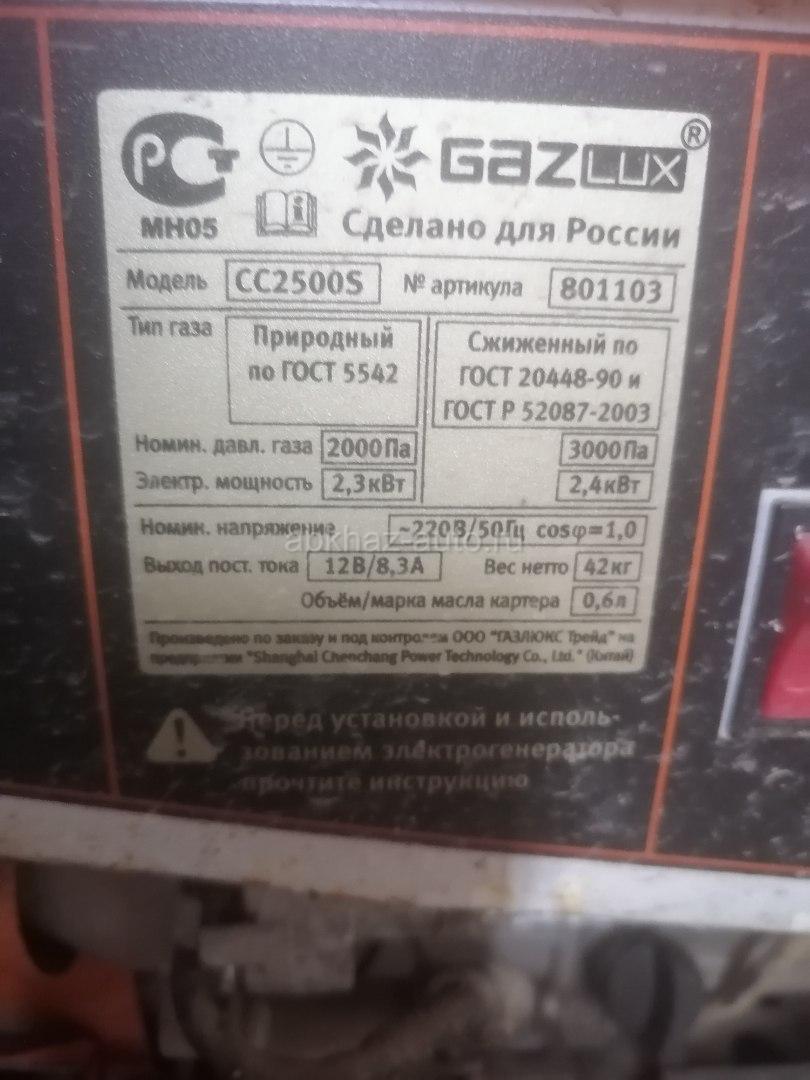 РСТ
МН05
GAZLUX®
Сделано для России
Модель CC2500S № артикула 801103
Тип газа
Природный
по ГОСТ 5542
Сжиженный по
ГОСТ 20448-90 и
ГОСТ Р 52087-2003
Номин. давл. газа 2000Па 3000Па
Электр. мощность 2,3кВт 2,4кВт
Номин. напряжение ~220В/50Гц cosφ=1,0
abkhaz-auto.ru
Выход пост. тока 12В/8,3А Вес нетто 42кг
Объём/марка масла картера 0,6л
Произведено по заказу и под контролем ООО "ГАЗЛЮКС Трейд" на
предприятии "Shanghai Chenchang Power Technology Co., Ltd." (Китай)
Перед установкой и исполь-
зованием электрогенератора
прочтите инструкцию